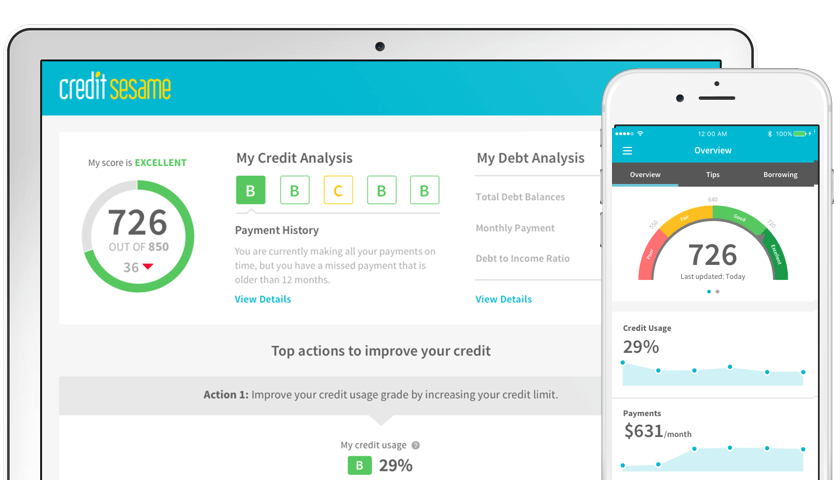 credit sesame
My score is EXCELLENT
726
OUT OF 850
36
My Credit Analysis
B B C B B
Payment History
You are currently making all your payments on
time, but you have a missed payment that is
older than 12 months.
View Details
My Debt Analysis
Total Debt Balances
Monthly Payment
Debt to Income Ratio
View Details
Top actions to improve your credit
Action 1: Improve your credit usage grade by increasing your credit limit.
My credit usage ?
B 29%
12:00 AM 100%
Overview
Overview Tips Borrowing
550 640 710
Poor Fair Good Excellent
726
Last updated: Today
Credit Usage
29%
Payments
$631/month